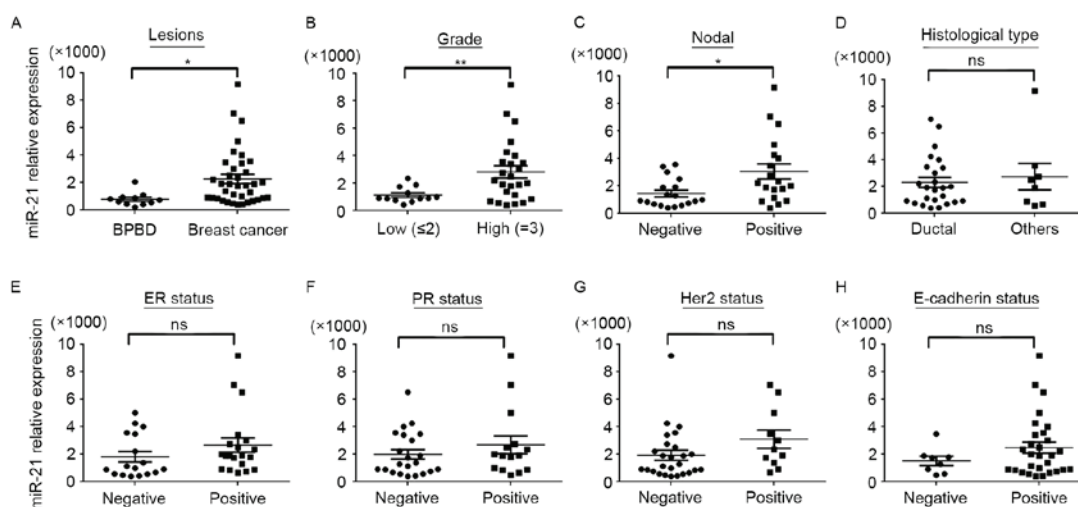 A
Lesions
(×1000)
*
miR-21 relative expression
10
8
6
4
2
0
BPBD
Breast cancer
B
Grade
(×1000)
**
10
8
6
4
2
0
Low (≤2)
High (=3)
C
Nodal
(×1000)
*
10
8
6
4
2
0
Negative
Positive
D
Histological type
(×1000)
ns
10
8
6
4
2
0
Ductal
Others
E
ER status
(×1000)
ns
miR-21 relative expression
10
8
6
4
2
0
Negative
Positive
F
PR status
(×1000)
ns
10
8
6
4
2
0
Negative
Positive
G
Her2 status
(×1000)
ns
10
8
6
4
2
0
Negative
Positive
H
E-cadherin status
(×1000)
ns
10
8
6
4
2
0
Negative
Positive